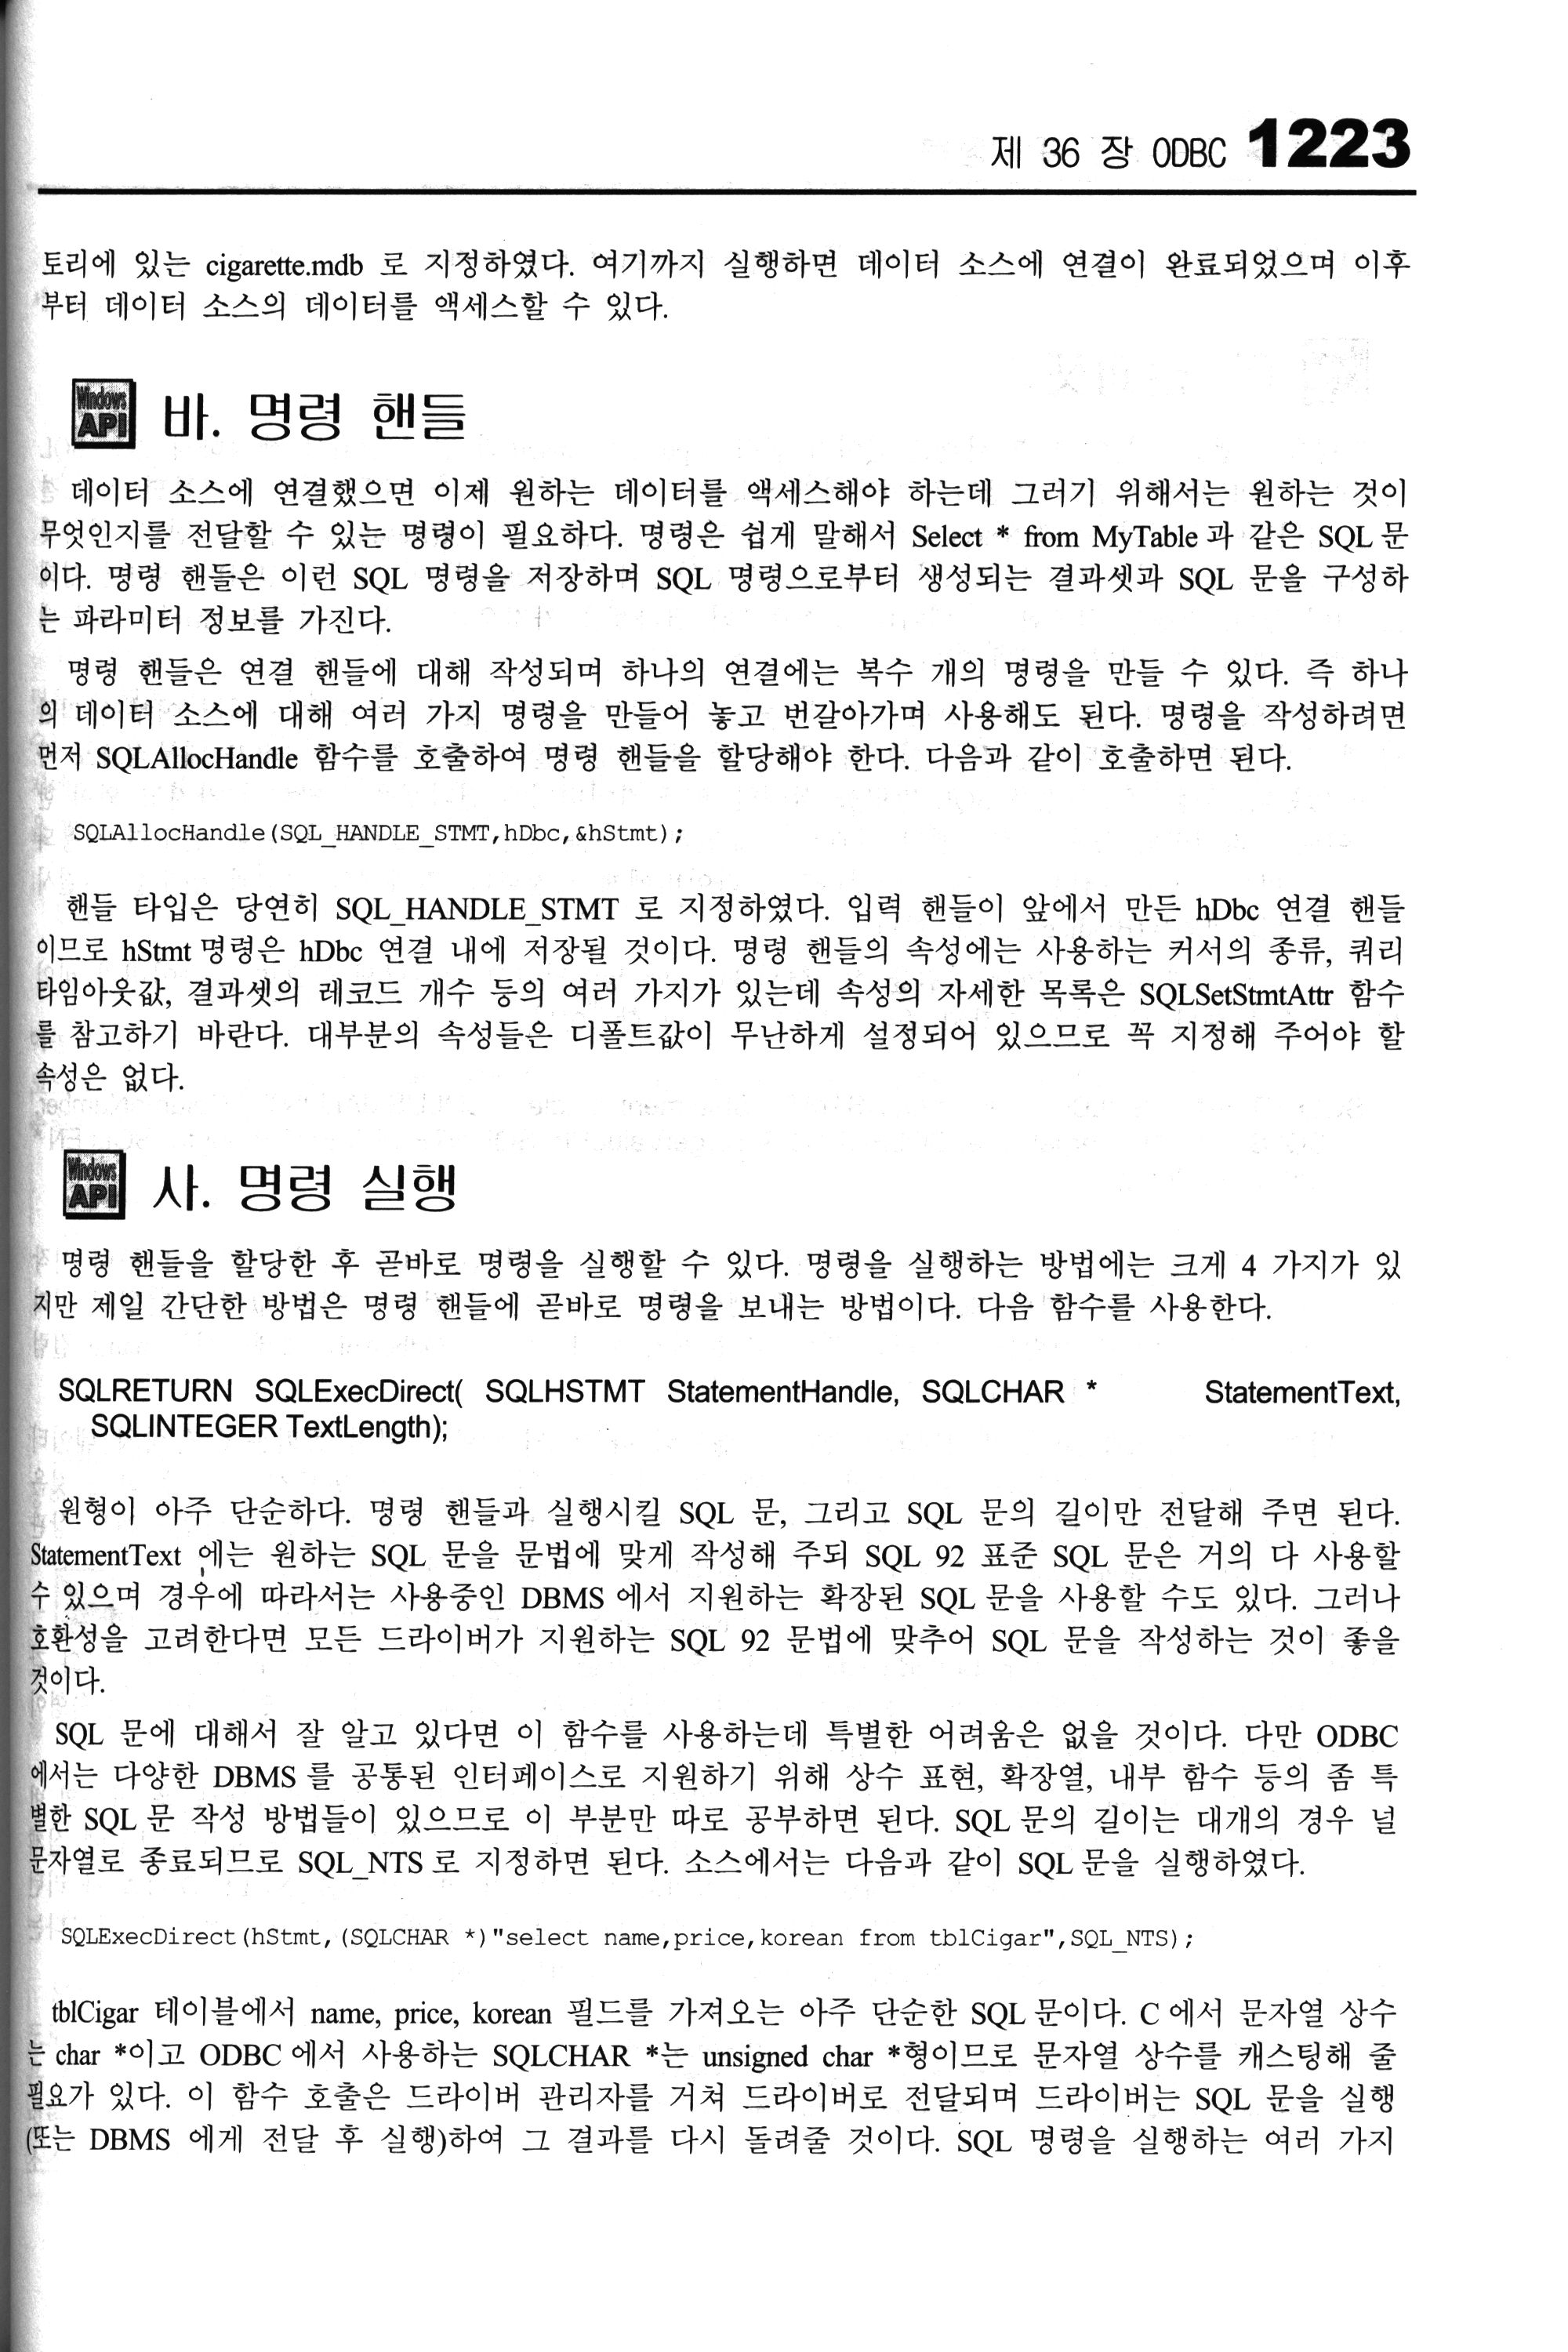 제 36 장 ODBC 1223
토리에 있는 cigarette.mdb 로 지정하였다. 여기까지 실행하면 데이터 소스에 연결이 완료되었으며 이후
부터 데이터 소스의 데이터를 액세스할 수 있다.
Windows
API
바. 명령 핸들
데이터 소스에 연결했으면 이제 원하는 데이터를 액세스해야 하는데 그러기 위해서는 원하는 것이
무엇인지를 전달할 수 있는 명령이 필요하다. 명령은 쉽게 말해서 Select * from MyTable과 같은 SQL 문
이다. 명령 핸들은 이런 SQL 명령을 저장하며 SQL 명령으로부터 생성되는 결과셋과 SQL 문을 구성하
는 파라미터 정보를 가진다.
명령 핸들은 연결 핸들에 대해 작성되며 하나의 연결에는 복수 개의 명령을 만들 수 있다. 즉 하나
의 데이터 소스에 대해 여러 가지 명령을 만들어 놓고 번갈아가며 사용해도 된다. 명령을 작성하려면
먼저 SQLAllocHandle 함수를 호출하여 명령 핸들을 할당해야 한다. 다음과 같이 호출하면 된다.
SQLAllocHandle(SQL_HANDLE_STMT,hDbc,&hStmt);
핸들 타입은 당연히 SQL_HANDLE_STMT 로 지정하였다. 입력 핸들이 앞에서 만든 hDbc 연결 핸들
이므로 hStmt 명령은 hDbc 연결 내에 저장될 것이다. 명령 핸들의 속성에는 사용하는 커서의 종류, 쿼리
타임아웃값, 결과셋의 레코드 개수 등의 여러 가지가 있는데 속성의 자세한 목록은 SQLSetStmtAttr 함수
를 참고하기 바란다. 대부분의 속성들은 디폴트값이 무난하게 설정되어 있으므로 꼭 지정해 주어야 할
속성은 없다.
Windows
API
사. 명령 실행
명령 핸들을 할당한 후 곧바로 명령을 실행할 수 있다. 명령을 실행하는 방법에는 크게 4 가지가 있
지만 제일 간단한 방법은 명령 핸들에 곧바로 명령을 보내는 방법이다. 다음 함수를 사용한다.
SQLRETURN SQLExecDirect( SQLHSTMT StatementHandle, SQLCHAR * StatementText,
SQLINTEGER TextLength);
원형이 아주 단순하다. 명령 핸들과 실행시킬 SQL 문, 그리고 SQL 문의 길이만 전달해 주면 된다.
StatementText 에는 원하는 SQL 문을 문법에 맞게 작성해 주되 SQL 92 표준 SQL 문은 거의 다 사용할
수 있으며 경우에 따라서는 사용중인 DBMS 에서 지원하는 확장된 SQL 문을 사용할 수도 있다. 그러나
호환성을 고려한다면 모든 드라이버가 지원하는 SQL 92 문법에 맞추어 SQL 문을 작성하는 것이 좋을
것이다.
SQL 문에 대해서 잘 알고 있다면 이 함수를 사용하는데 특별한 어려움은 없을 것이다. 다만 ODBC
에서는 다양한 DBMS 를 공통된 인터페이스로 지원하기 위해 상수 표현, 확장열, 내부 함수 등의 좀 특
별한 SQL 문 작성 방법들이 있으므로 이 부분만 따로 공부하면 된다. SQL 문의 길이는 대개의 경우 널
문자열로 종료되므로 SQL_NTS 로 지정하면 된다. 소스에서는 다음과 같이 SQL 문을 실행하였다.
SQLExecDirect(hStmt,(SQLCHAR *)"select name,price,korean from tblCigar",SQL_NTS);
tblCigar 테이블에서 name, price, korean 필드를 가져오는 아주 단순한 SQL 문이다. C 에서 문자열 상수
는 char *이고 ODBC 에서 사용하는 SQLCHAR *는 unsigned char *형이므로 문자열 상수를 캐스팅해 줄
필요가 있다. 이 함수 호출은 드라이버 관리자를 거쳐 드라이버로 전달되며 드라이버는 SQL 문을 실행
(또는 DBMS 에게 전달 후 실행)하여 그 결과를 다시 돌려줄 것이다. SQL 명령을 실행하는 여러 가지